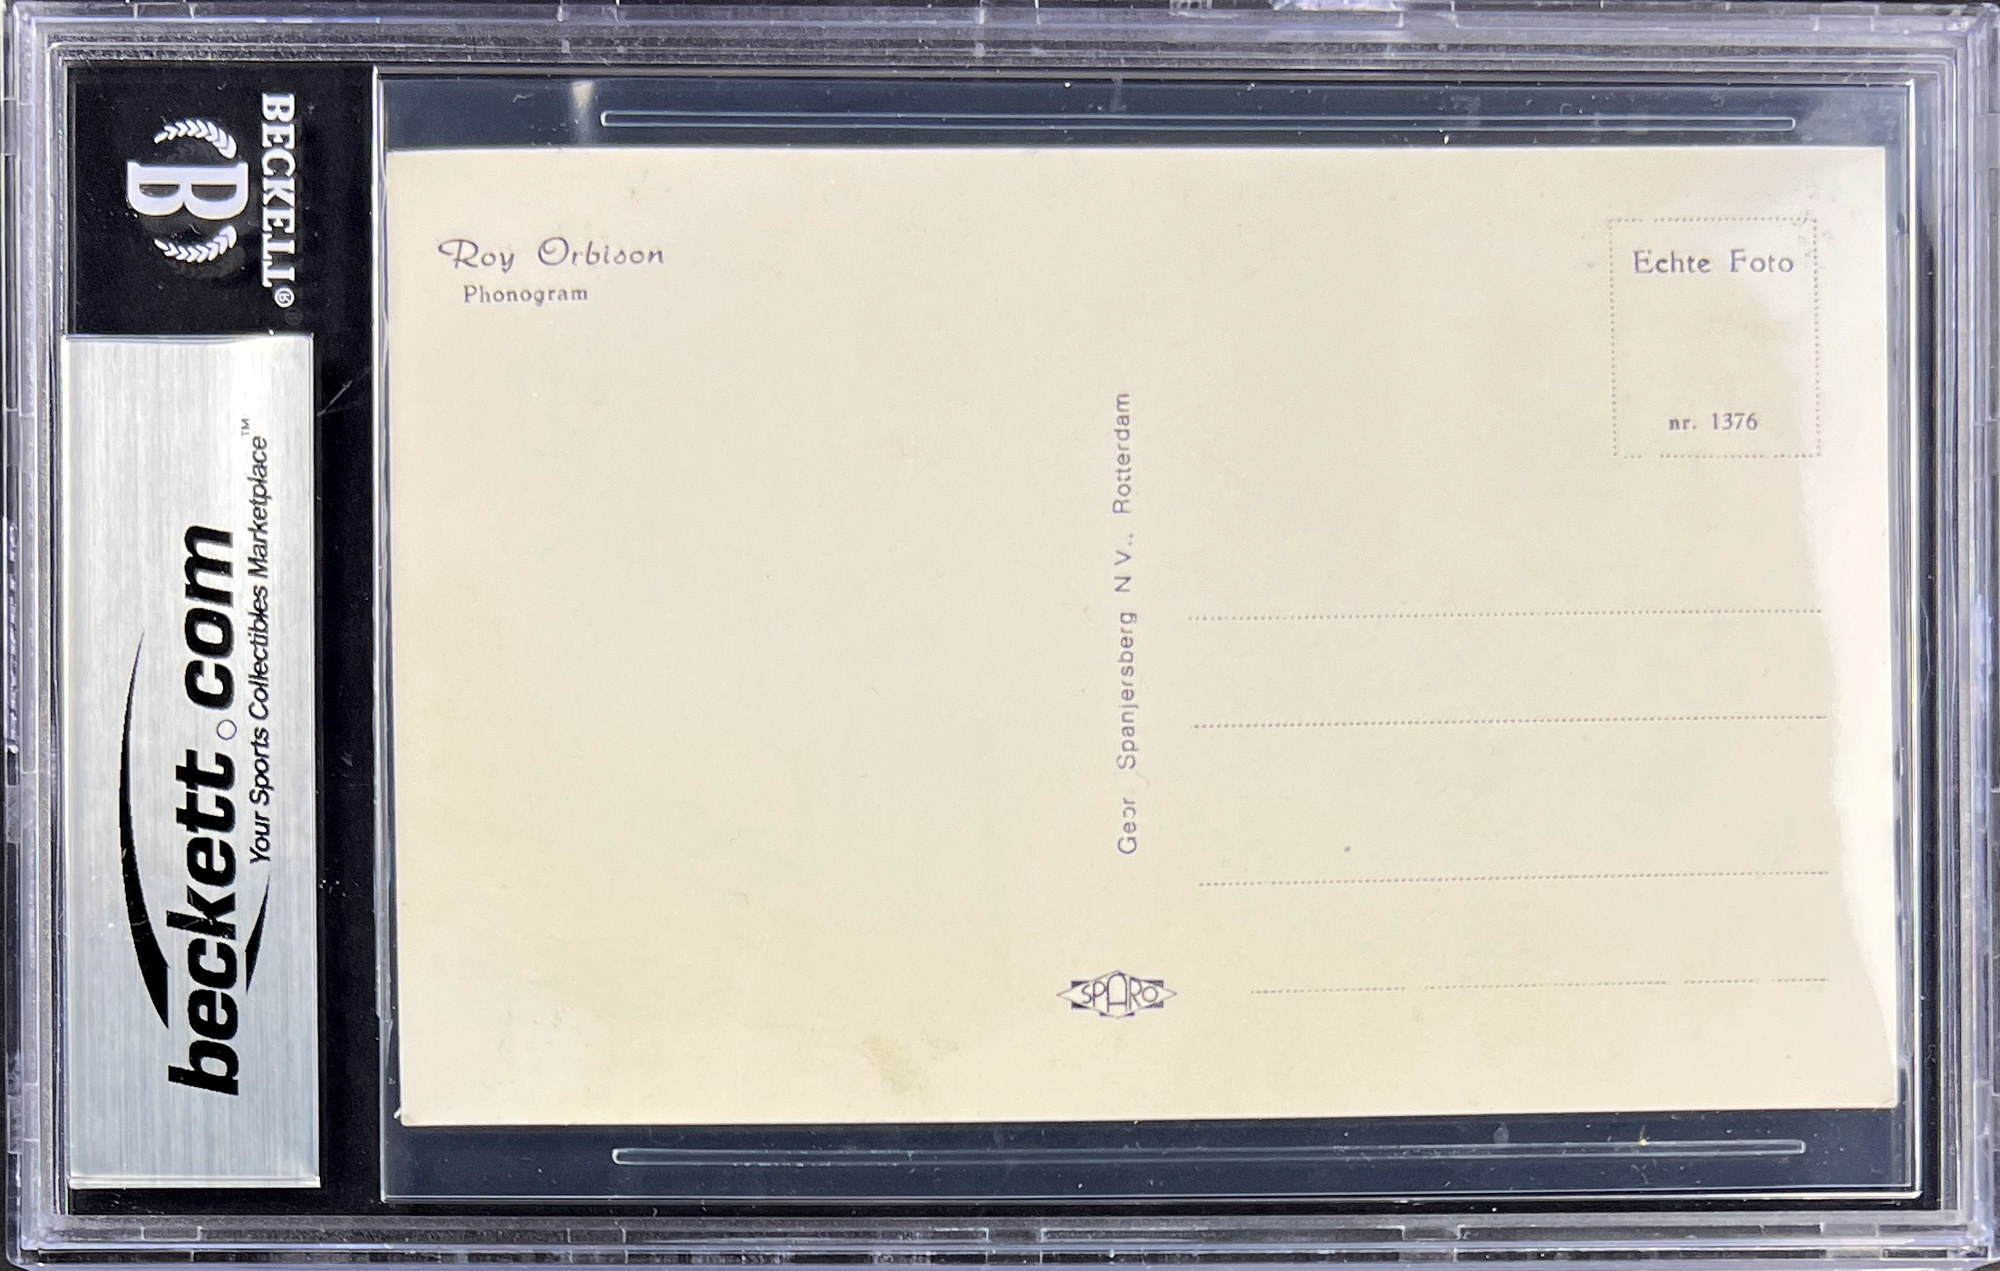 BECKETT®
B
beckett.com
Your Sports Collectibles Marketplace™
Roy Orbison
Phonogram
Echte Foto
nr. 1376
Geor. Spanjersberg N V., Rotterdam
SPARO